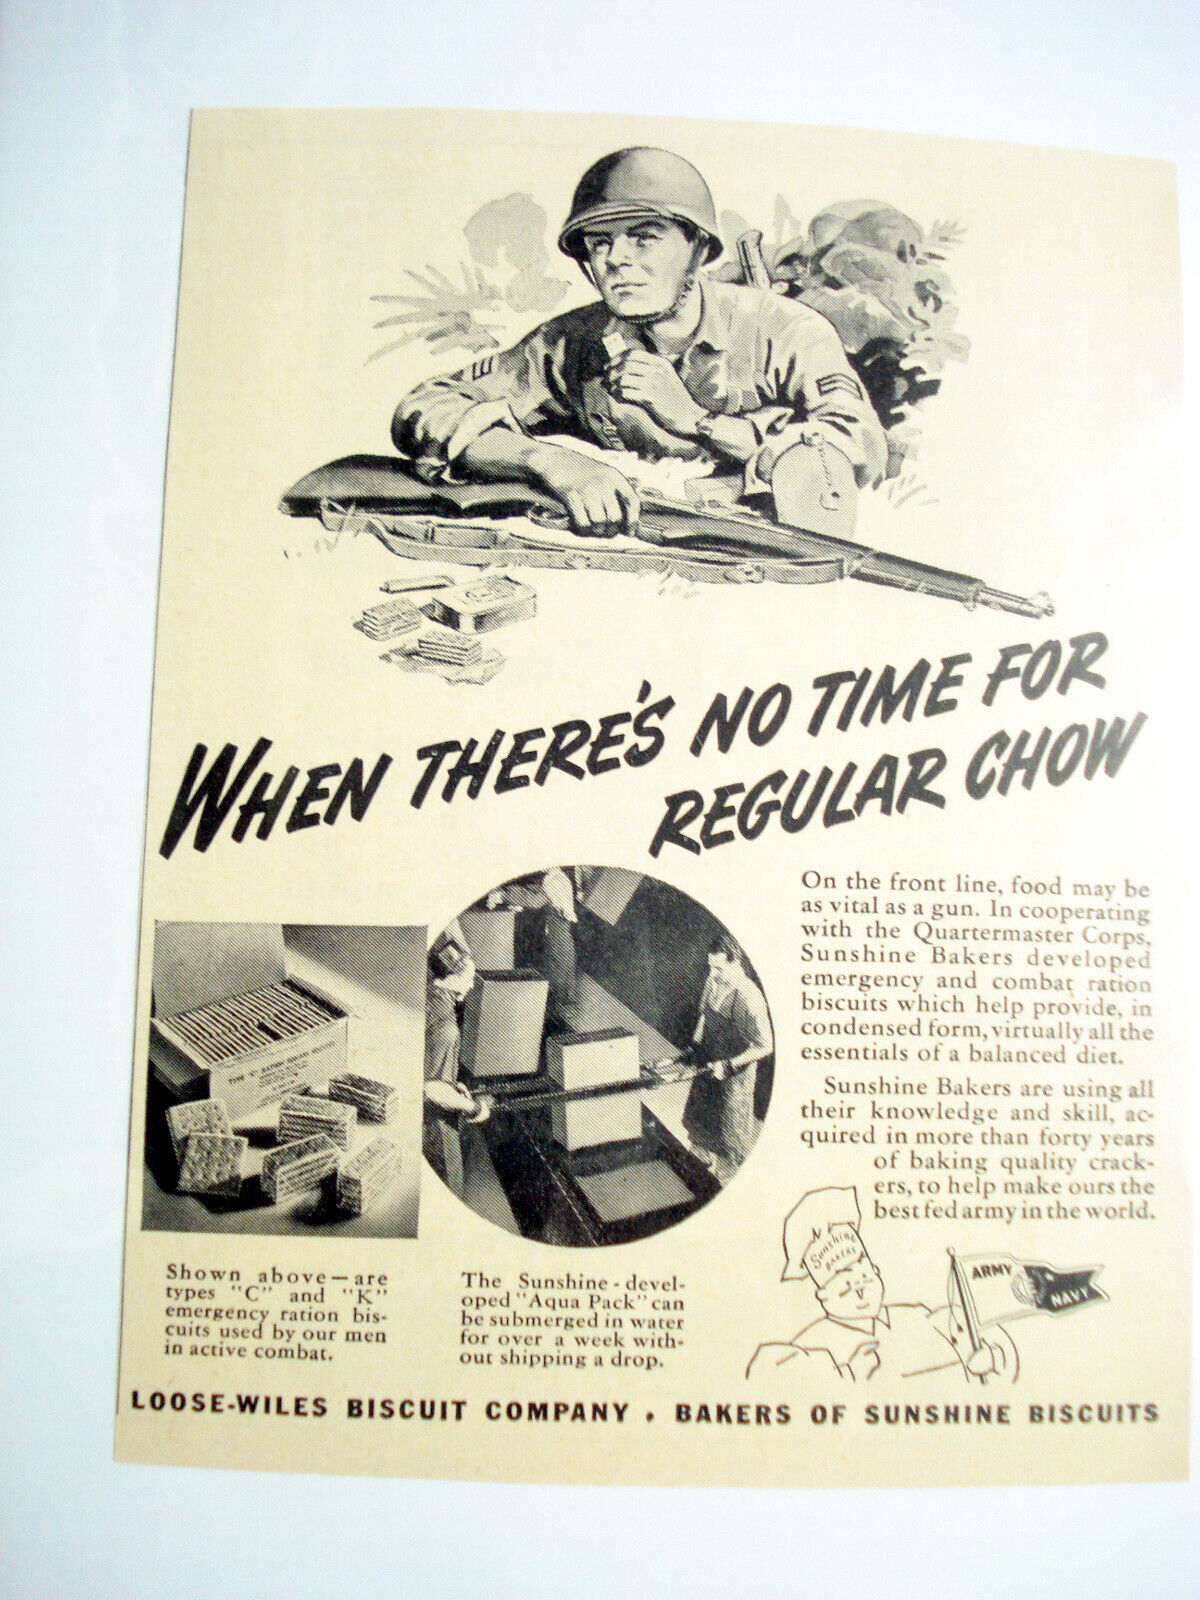 WHEN THERE'S NO TIME FOR
REGULAR CHOW
On the front line, food may be
as vital as a gun. In cooperating
with the Quartermaster Corps,
Sunshine Bakers developed
emergency and combat ration
biscuits which help provide, in
condensed form, virtually all the
essentials of a balanced diet.
Sunshine Bakers are using all
their knowledge and skill, ac-
quired in more than forty years
of baking quality crack-
ers, to help make ours the
best fed army in the world.
Shown above—are
types "C" and "K"
emergency ration bis-
cuits used by our men
in active combat.
The Sunshine-devel-
oped "Aqua Pack" can
be submerged in water
for over a week with-
out shipping a drop.
Sunshine
BAKERS
ARMY
NAVY
LOOSE-WILES BISCUIT COMPANY • BAKERS OF SUNSHINE BISCUITS